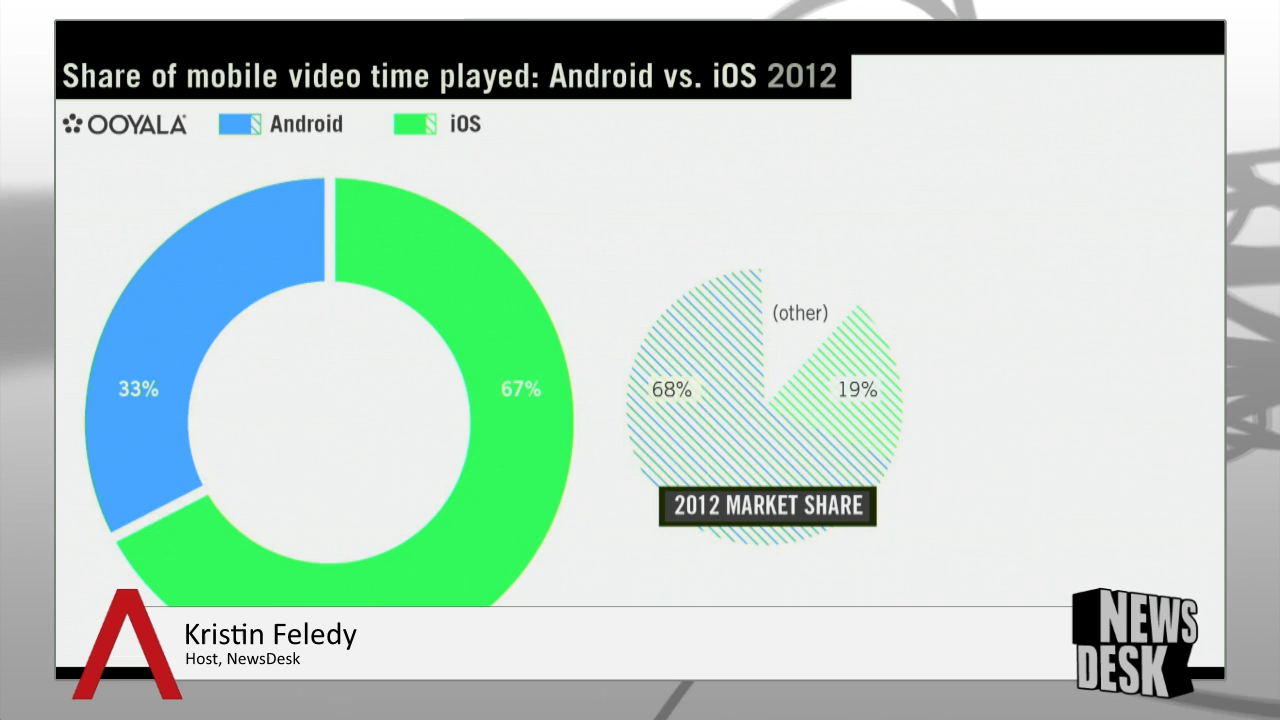 Share of mobile video time played: Android vs. iOS 2012
OOYALA Android iOS
(other)
33% 67% 68% 19%
2012 MARKET SHARE
Kristin Feledy
Host, NewsDesk
NEWS
DESK